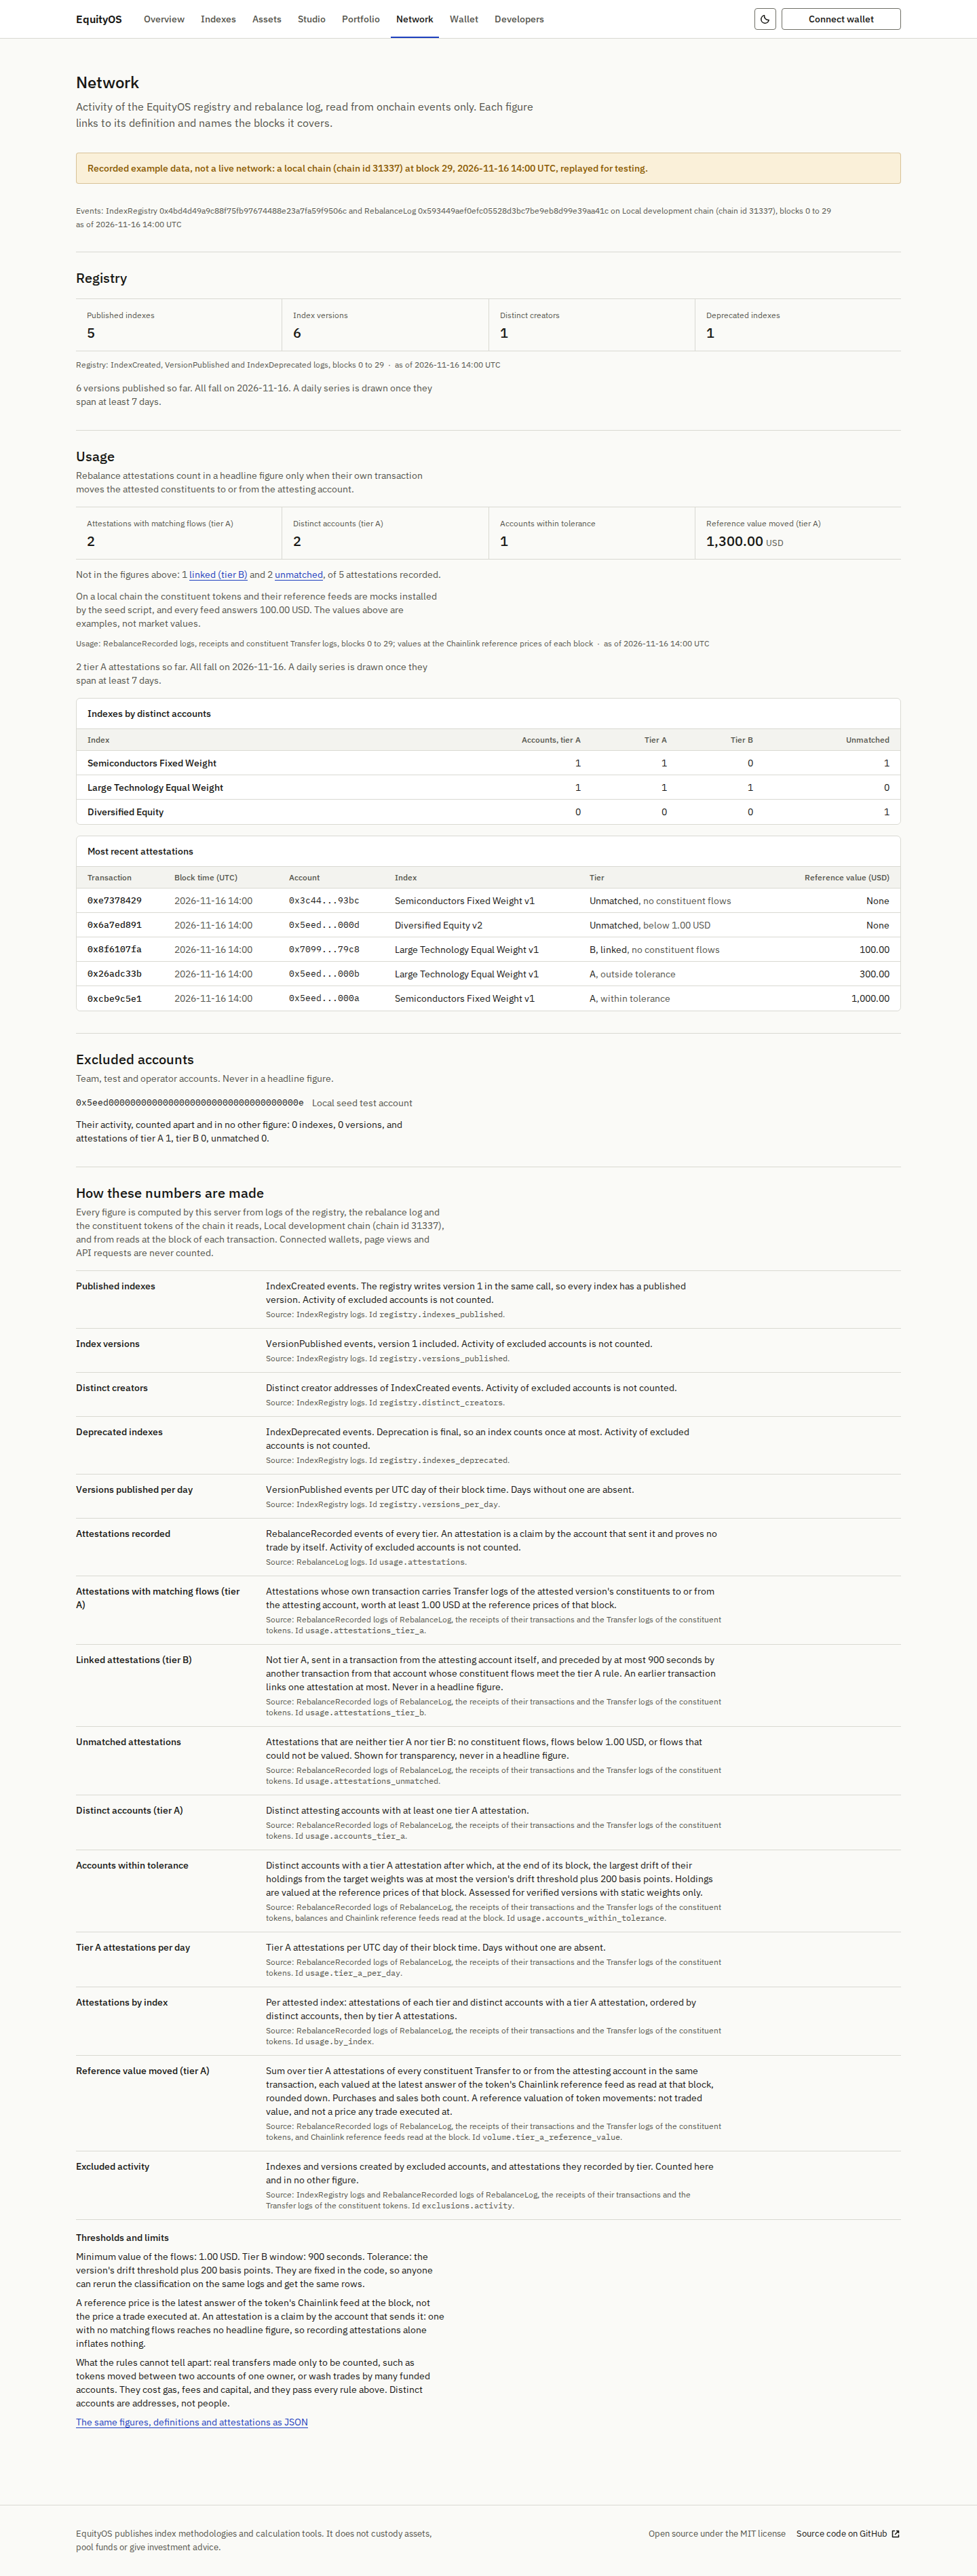 EquityOS Overview Indexes Assets Studio Portfolio Network Wallet Developers Connect wallet
Network
Activity of the EquityOS registry and rebalance log, read from onchain events only. Each figure
links to its definition and names the blocks it covers.
Recorded example data, not a live network: a local chain (chain id 31337) at block 29, 2026-11-16 14:00 UTC, replayed for testing.
Events: IndexRegistry 0x4bd4d49a9c88f75fb97674488e23a7fa59f9506c and RebalanceLog 0x593449aef0efc05528d3bc7be9eb8d99e39aa41c on Local development chain (chain id 31337), blocks 0 to 29
as of 2026-11-16 14:00 UTC
Registry
Published indexes Index versions Distinct creators Deprecated indexes
5 6 1 1
Registry: IndexCreated, VersionPublished and IndexDeprecated logs, blocks 0 to 29 · as of 2026-11-16 14:00 UTC
6 versions published so far. All fall on 2026-11-16. A daily series is drawn once they
span at least 7 days.
Usage
Rebalance attestations count in a headline figure only when their own transaction
moves the attested constituents to or from the attesting account.
Attestations with matching flows (tier A) Distinct accounts (tier A) Accounts within tolerance Reference value moved (tier A)
2 2 1 1,300.00 USD
Not in the figures above: 1 linked (tier B) and 2 unmatched, of 5 attestations recorded.
On a local chain the constituent tokens and their reference feeds are mocks installed
by the seed script, and every feed answers 100.00 USD. The values above are
examples, not market values.
Usage: RebalanceRecorded logs, receipts and constituent Transfer logs, blocks 0 to 29; values at the Chainlink reference prices of each block · as of 2026-11-16 14:00 UTC
2 tier A attestations so far. All fall on 2026-11-16. A daily series is drawn once they
span at least 7 days.
Indexes by distinct accounts
Index Accounts, tier A Tier A Tier B Unmatched
Semiconductors Fixed Weight 1 1 0 1
Large Technology Equal Weight 1 1 1 0
Diversified Equity 0 0 0 1
Most recent attestations
Transaction Block time (UTC) Account Index Tier Reference value (USD)
0xe7378429 2026-11-16 14:00 0x3c44...93bc Semiconductors Fixed Weight v1 Unmatched, no constituent flows None
0x6a7ed891 2026-11-16 14:00 0x5eed...000d Diversified Equity v2 Unmatched, below 1.00 USD None
0x8f6107fa 2026-11-16 14:00 0x7099...79c8 Large Technology Equal Weight v1 B, linked, no constituent flows 100.00
0x26adc33b 2026-11-16 14:00 0x5eed...000b Large Technology Equal Weight v1 A, outside tolerance 300.00
0xcbe9c5e1 2026-11-16 14:00 0x5eed...000a Semiconductors Fixed Weight v1 A, within tolerance 1,000.00
Excluded accounts
Team, test and operator accounts. Never in a headline figure.
0x5eed00000000000000000000000000000000000e Local seed test account
Their activity, counted apart and in no other figure: 0 indexes, 0 versions, and
attestations of tier A 1, tier B 0, unmatched 0.
How these numbers are made
Every figure is computed by this server from logs of the registry, the rebalance log and
the constituent tokens of the chain it reads, Local development chain (chain id 31337),
and from reads at the block of each transaction. Connected wallets, page views and
API requests are never counted.
Published indexes IndexCreated events. The registry writes version 1 in the same call, so every index has a published
version. Activity of excluded accounts is not counted.
Source: IndexRegistry logs. Id registry.indexes_published.
Index versions VersionPublished events, version 1 included. Activity of excluded accounts is not counted.
Source: IndexRegistry logs. Id registry.versions_published.
Distinct creators Distinct creator addresses of IndexCreated events. Activity of excluded accounts is not counted.
Source: IndexRegistry logs. Id registry.distinct_creators.
Deprecated indexes IndexDeprecated events. Deprecation is final, so an index counts once at most. Activity of excluded
accounts is not counted.
Source: IndexRegistry logs. Id registry.indexes_deprecated.
Versions published per day VersionPublished events per UTC day of their block time. Days without one are absent.
Source: IndexRegistry logs. Id registry.versions_per_day.
Attestations recorded RebalanceRecorded events of every tier. An attestation is a claim by the account that sent it and proves no
trade by itself. Activity of excluded accounts is not counted.
Source: RebalanceLog logs. Id usage.attestations.
Attestations with matching flows (tier
A)
Attestations whose own transaction carries Transfer logs of the attested version's constituents to or from
the attesting account, worth at least 1.00 USD at the reference prices of that block.
Source: RebalanceRecorded logs of RebalanceLog, the receipts of their transactions and the Transfer logs of the constituent
tokens. Id usage.attestations_tier_a.
Linked attestations (tier B) Not tier A, sent in a transaction from the attesting account itself, and preceded by at most 900 seconds by
another transaction from that account whose constituent flows meet the tier A rule. An earlier transaction
links one attestation at most. Never in a headline figure.
Source: RebalanceRecorded logs of RebalanceLog, the receipts of their transactions and the Transfer logs of the constituent
tokens. Id usage.attestations_tier_b.
Unmatched attestations Attestations that are neither tier A nor tier B: no constituent flows, flows below 1.00 USD, or flows that
could not be valued. Shown for transparency, never in a headline figure.
Source: RebalanceRecorded logs of RebalanceLog, the receipts of their transactions and the Transfer logs of the constituent
tokens. Id usage.attestations_unmatched.
Distinct accounts (tier A) Distinct attesting accounts with at least one tier A attestation.
Source: RebalanceRecorded logs of RebalanceLog, the receipts of their transactions and the Transfer logs of the constituent
tokens. Id usage.accounts_tier_a.
Accounts within tolerance Distinct accounts with a tier A attestation after which, at the end of its block, the largest drift of their
holdings from the target weights was at most the version's drift threshold plus 200 basis points. Holdings
are valued at the reference prices of that block. Assessed for verified versions with static weights only.
Source: RebalanceRecorded logs of RebalanceLog, the receipts of their transactions and the Transfer logs of the constituent
tokens, balances and Chainlink reference feeds read at the block. Id usage.accounts_within_tolerance.
Tier A attestations per day Tier A attestations per UTC day of their block time. Days without one are absent.
Source: RebalanceRecorded logs of RebalanceLog, the receipts of their transactions and the Transfer logs of the constituent
tokens. Id usage.tier_a_per_day.
Attestations by index Per attested index: attestations of each tier and distinct accounts with a tier A attestation, ordered by
distinct accounts, then by tier A attestations.
Source: RebalanceRecorded logs of RebalanceLog, the receipts of their transactions and the Transfer logs of the constituent
tokens. Id usage.by_index.
Reference value moved (tier A) Sum over tier A attestations of every constituent Transfer to or from the attesting account in the same
transaction, each valued at the latest answer of the token's Chainlink reference feed as read at that block,
rounded down. Purchases and sales both count. A reference valuation of token movements: not traded
value, and not a price any trade executed at.
Source: RebalanceRecorded logs of RebalanceLog, the receipts of their transactions and the Transfer logs of the constituent
tokens, and Chainlink reference feeds read at the block. Id volume.tier_a_reference_value.
Excluded activity Indexes and versions created by excluded accounts, and attestations they recorded by tier. Counted here
and in no other figure.
Source: IndexRegistry logs and RebalanceRecorded logs of RebalanceLog, the receipts of their transactions and the
Transfer logs of the constituent tokens. Id exclusions.activity.
Thresholds and limits
Minimum value of the flows: 1.00 USD. Tier B window: 900 seconds. Tolerance: the
version's drift threshold plus 200 basis points. They are fixed in the code, so anyone
can rerun the classification on the same logs and get the same rows.
A reference price is the latest answer of the token's Chainlink feed at the block, not
the price a trade executed at. An attestation is a claim by the account that sends it: one
with no matching flows reaches no headline figure, so recording attestations alone
inflates nothing.
What the rules cannot tell apart: real transfers made only to be counted, such as
tokens moved between two accounts of one owner, or wash trades by many funded
accounts. They cost gas, fees and capital, and they pass every rule above. Distinct
accounts are addresses, not people.
The same figures, definitions and attestations as JSON
EquityOS publishes index methodologies and calculation tools. It does not custody assets,
pool funds or give investment advice.
Open source under the MIT license Source code on GitHub